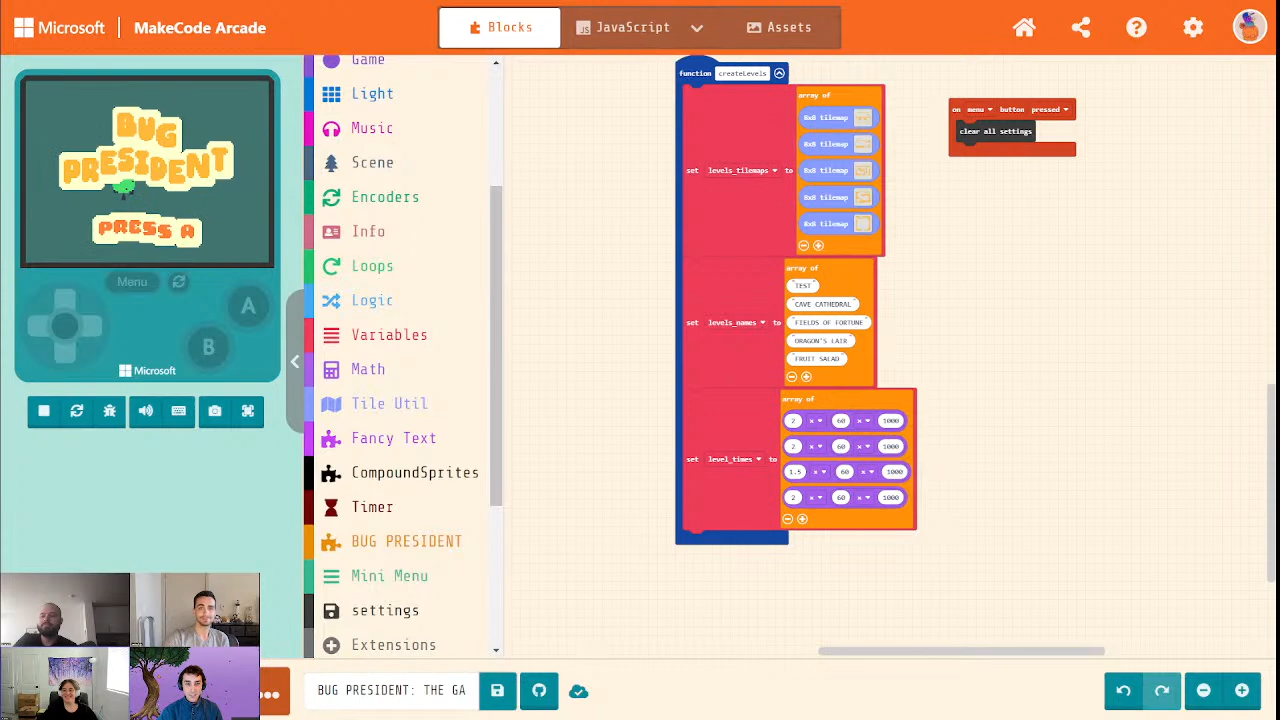 Microsoft
MakeCode Arcade
Blocks
JavaScript
Assets
BUG
PRESIDENT
PRESS A
Menu
A
B
Microsoft
Game
Light
Music
Scene
Encoders
Info
Loops
Logic
Variables
Math
Tile Util
Fancy Text
CompoundSprites
Timer
BUG PRESIDENT
Mini Menu
settings
Extensions
function createLevels
set levels_tilemaps to
array of
8x8 tilemap
8x8 tilemap
8x8 tilemap
8x8 tilemap
8x8 tilemap
set levels_names to
array of
"TEST"
"CAVE CATHEDRAL"
"FIELDS OF FORTUNE"
"DRAGON'S LAIR"
"FRUIT SALAD"
set level_times to
array of
2 x 60 x 1000
2 x 60 x 1000
1.5 x 60 x 1000
2 x 60 x 1000
on menu button pressed
clear all settings
BUG PRESIDENT: THE GA